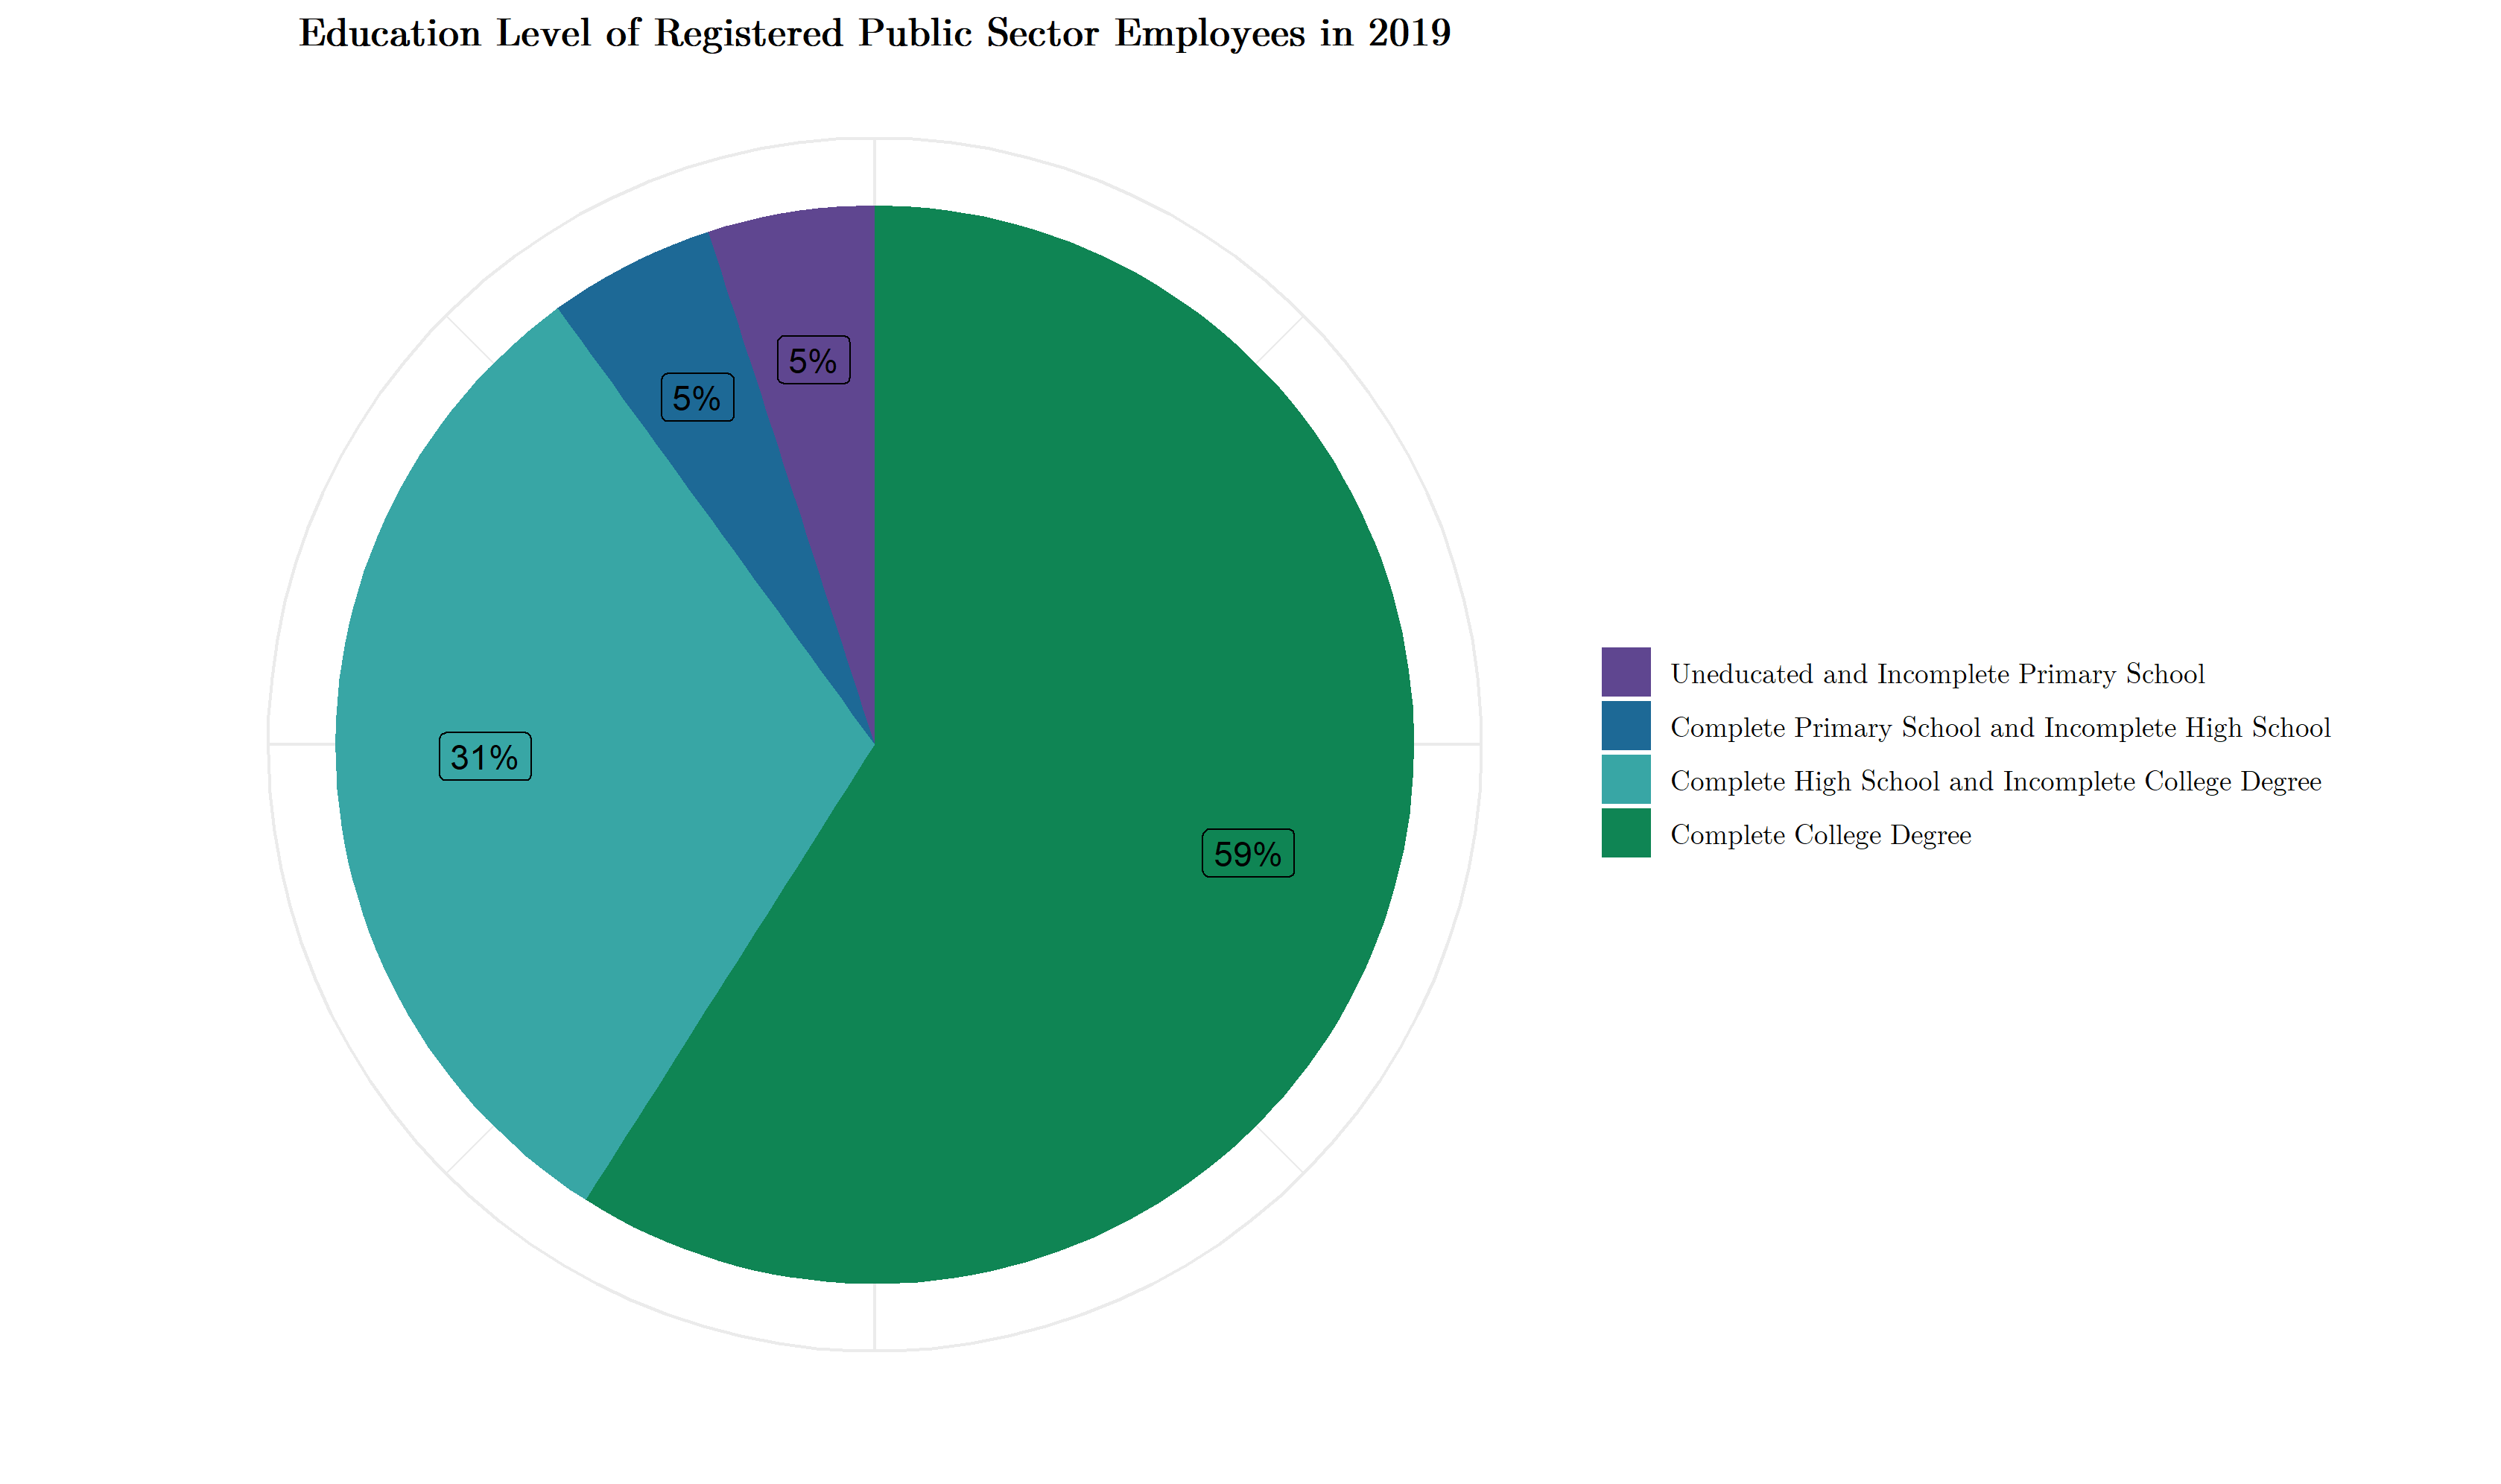 Education Level of Registered Public Sector Employees in 2019
5%
5%
31%
59%
Uneducated and Incomplete Primary School
Complete Primary School and Incomplete High School
Complete High School and Incomplete College Degree
Complete College Degree